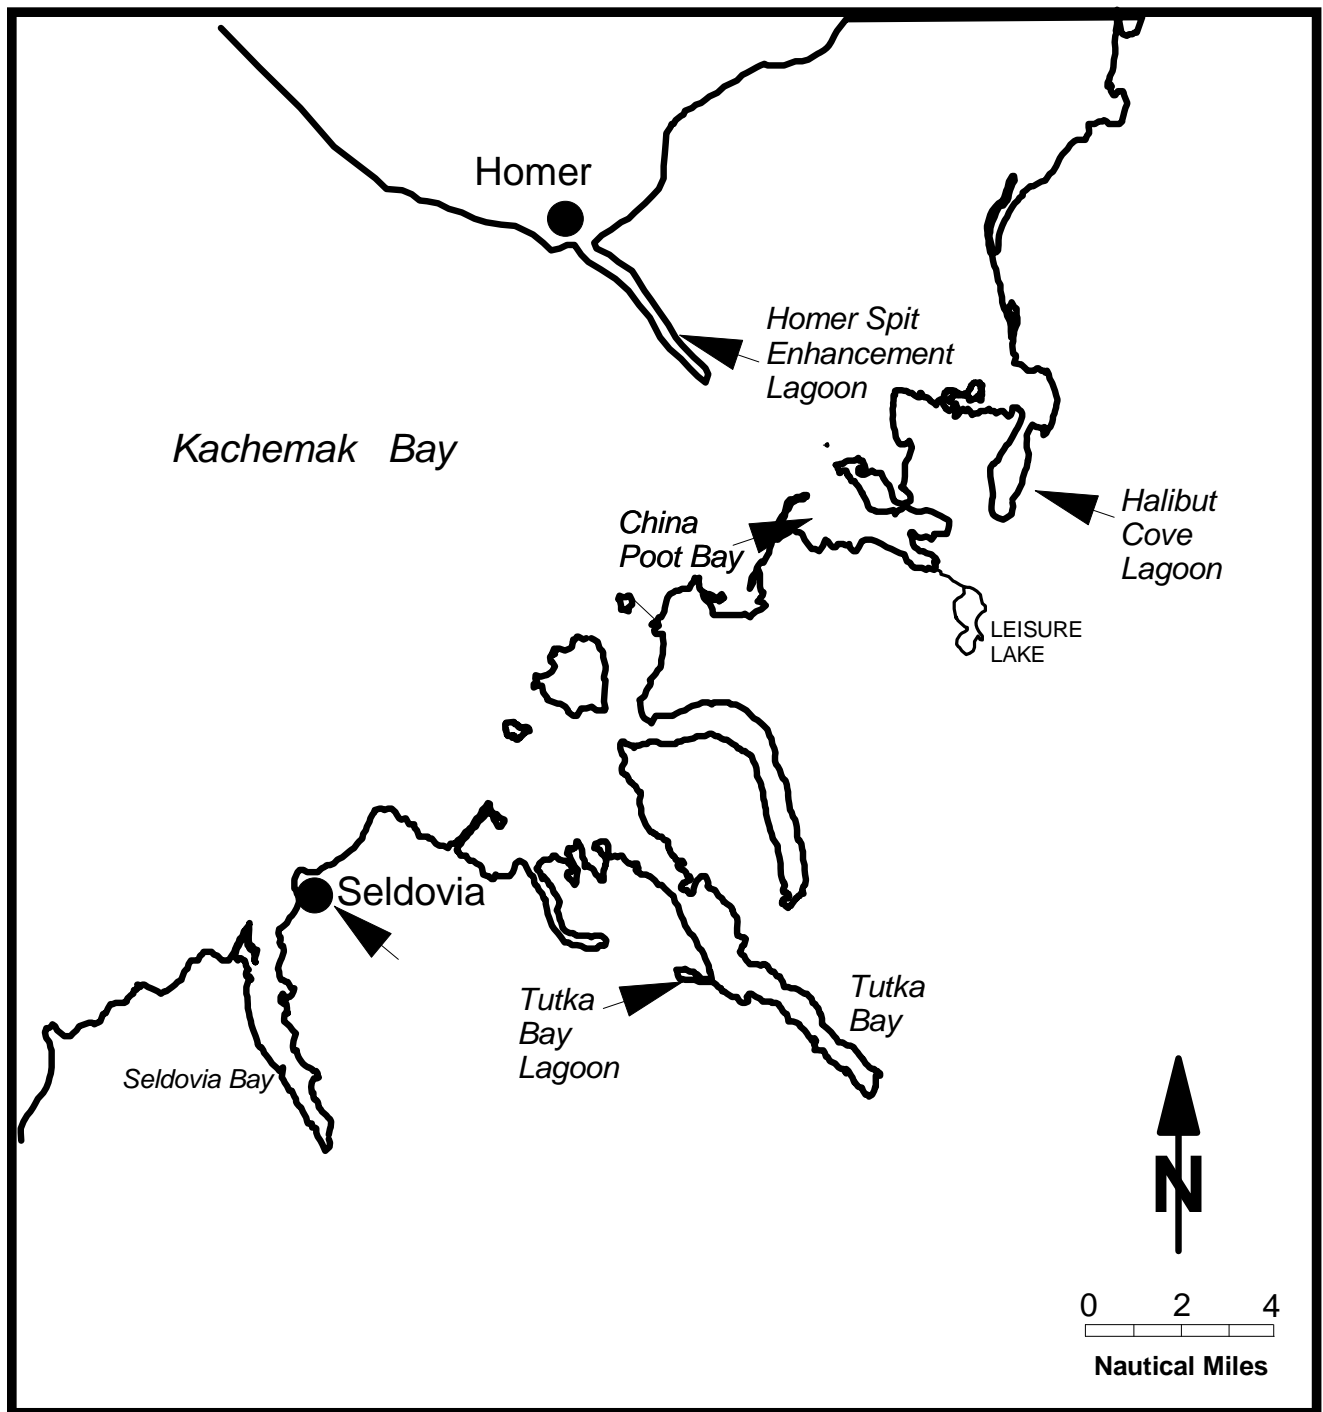 Homer
Homer Spit
Enhancement
Lagoon
Kachemak Bay
Halibut
Cove
Lagoon
China
Poot Bay
LEISURE
LAKE
Seldovia
Tutka
Bay
Tutka
Bay
Lagoon
Seldovia Bay
N
0 2 4
Nautical Miles